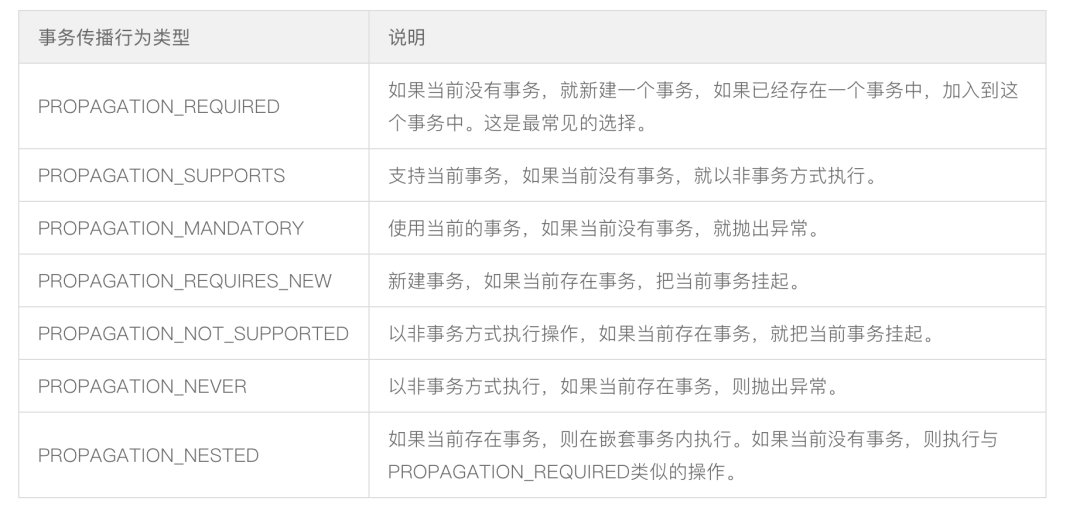 事务传播行为类型 说明
PROPAGATION_REQUIRED 如果当前没有事务，就新建一个事务，如果已经存在一个事务中，加入到这
个事务中。这是最常见的选择。
PROPAGATION_SUPPORTS 支持当前事务，如果当前没有事务，就以非事务方式执行。
PROPAGATION_MANDATORY 使用当前的事务，如果当前没有事务，就抛出异常。
PROPAGATION_REQUIRES_NEW 新建事务，如果当前存在事务，把当前事务挂起。
PROPAGATION_NOT_SUPPORTED 以非事务方式执行操作，如果当前存在事务，就把当前事务挂起。
PROPAGATION_NEVER 以非事务方式执行，如果当前存在事务，则抛出异常。
PROPAGATION_NESTED 如果当前存在事务，则在嵌套事务内执行。如果当前没有事务，则执行与
PROPAGATION_REQUIRED类似的操作。